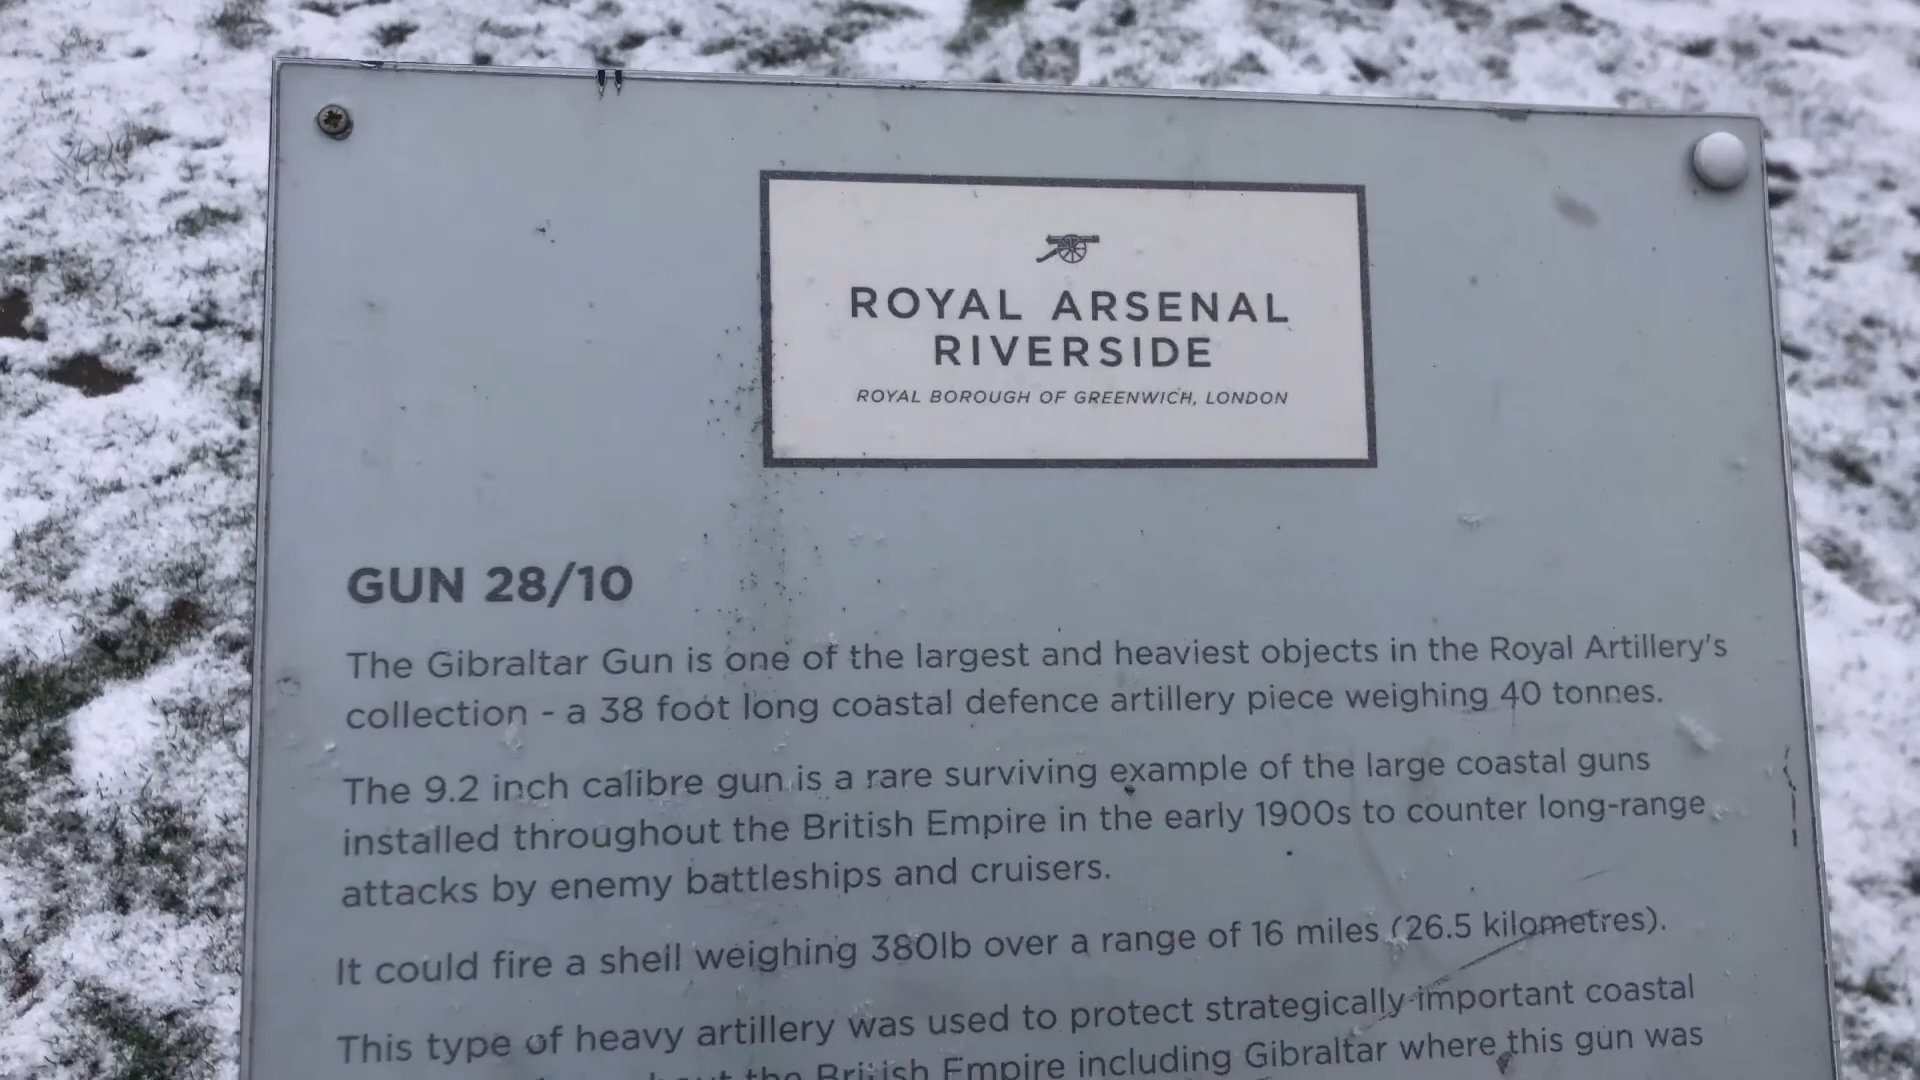 ROYAL ARSENAL
RIVERSIDE
ROYAL BOROUGH OF GREENWICH, LONDON
GUN 28/10
The Gibraltar Gun is one of the largest and heaviest objects in the Royal Artillery's
collection - a 38 foot long coastal defence artillery piece weighing 40 tonnes.
The 9.2 inch calibre gun is a rare surviving example of the large coastal guns
installed throughout the British Empire in the early 1900s to counter long-range
attacks by enemy battleships and cruisers.
It could fire a shell weighing 380lb over a range of 16 miles (26.5 kilometres).
This type of heavy artillery was used to protect strategically important coastal
the British Empire including Gibraltar where this gun was